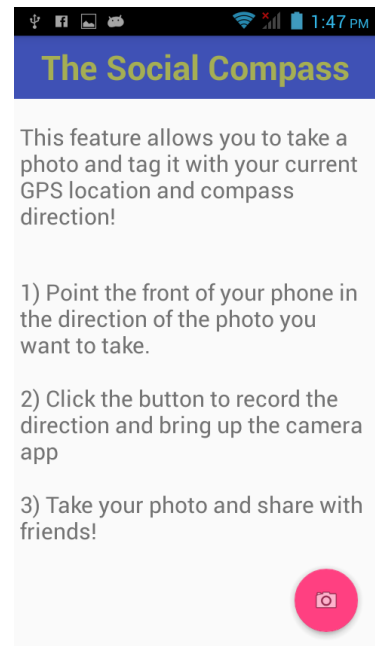 1:47 PM
The Social Compass
This feature allows you to take a
photo and tag it with your current
GPS location and compass
direction!
1) Point the front of your phone in
the direction of the photo you
want to take.
2) Click the button to record the
direction and bring up the camera
app
3) Take your photo and share with
friends!